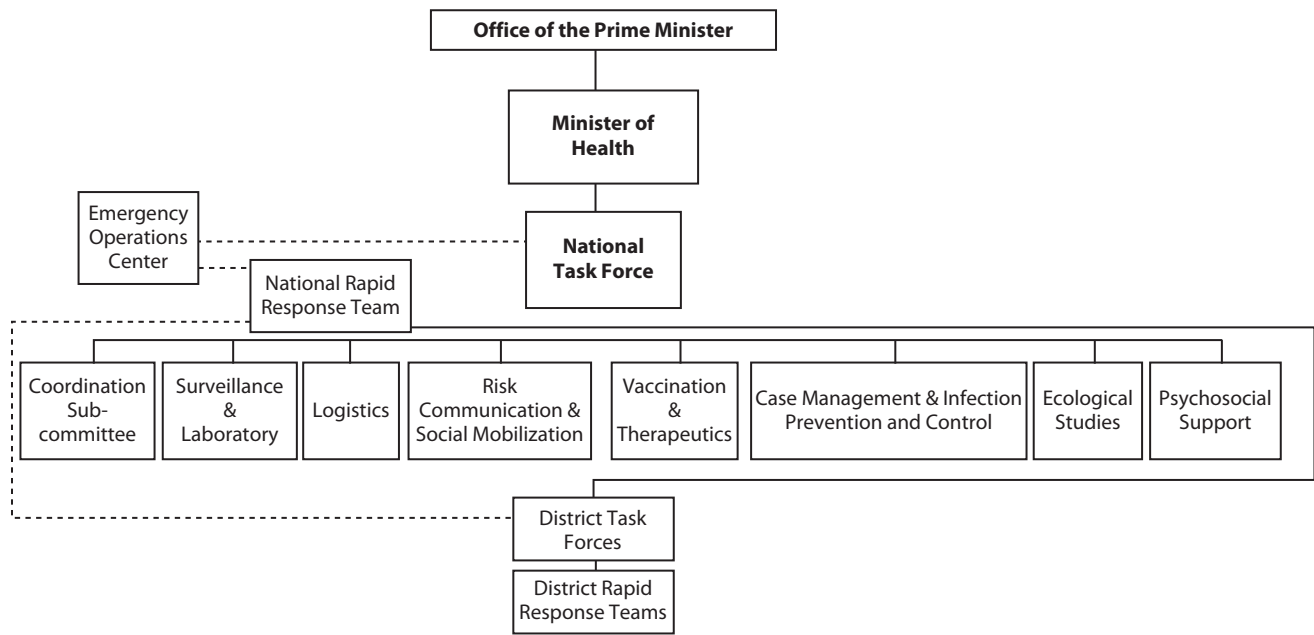 Office of the Prime Minister
Minister of
Health
Emergency
Operations
Center
National
Task Force
National Rapid
Response Team
Coordination
Sub-
committee
Surveillance
&
Laboratory
Logistics
Risk
Communication &
Social Mobilization
Vaccination
&
Therapeutics
Case Management & Infection
Prevention and Control
Ecological
Studies
Psychosocial
Support
District Task
Forces
District Rapid
Response Teams